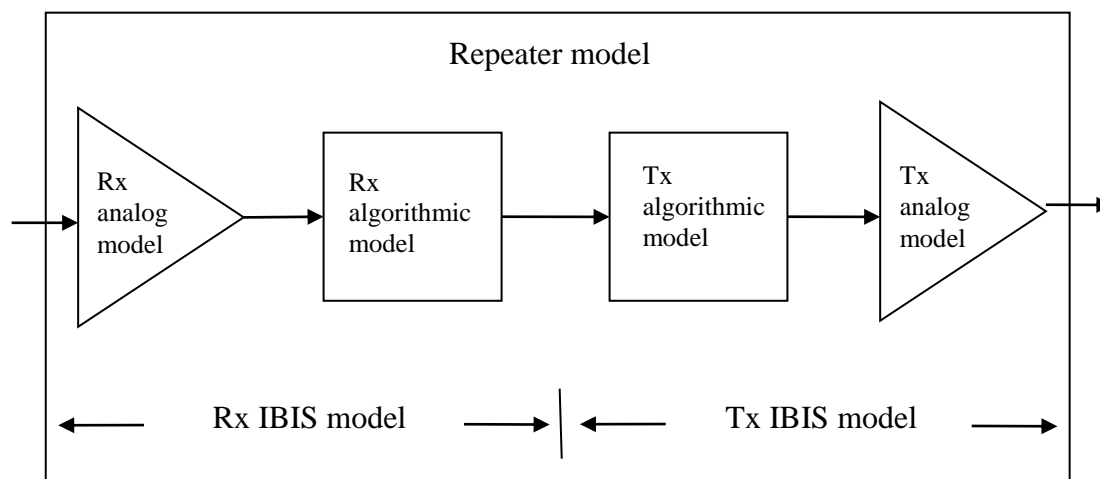 Repeater model
Rx
analog
model
Rx
algorithmic
model
Tx
algorithmic
model
Tx
analog
model
Rx IBIS model
Tx IBIS model